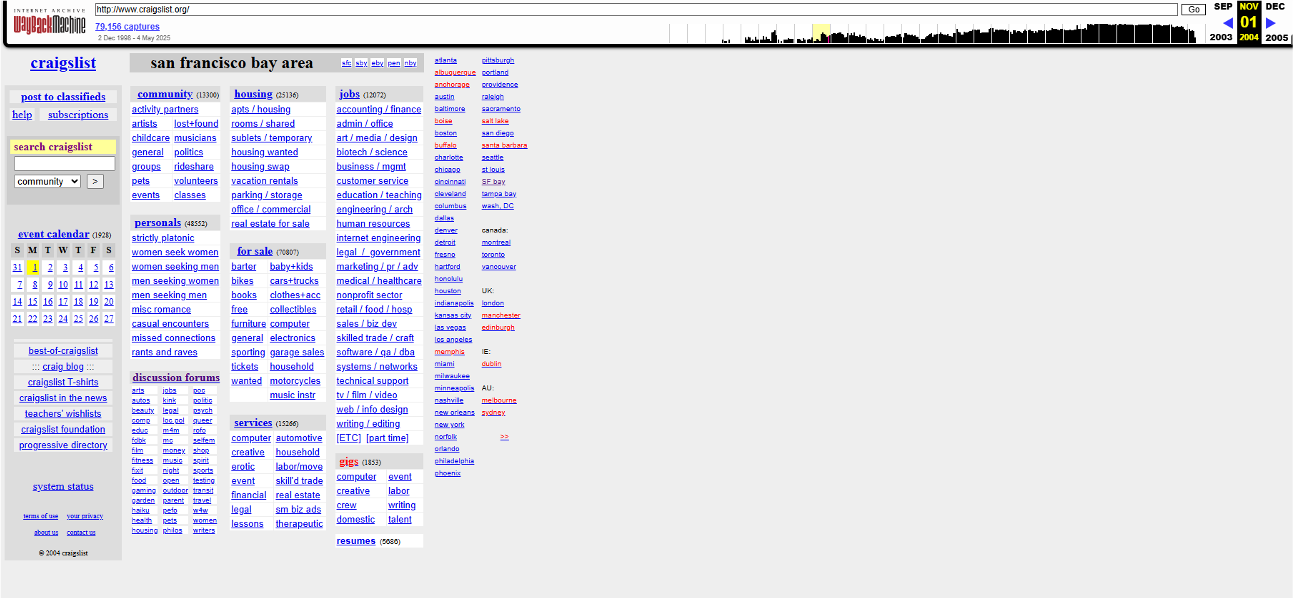 INTERNET ARCHIVE
WayBackMachine
http://www.craigslist.org/
Go
79,156 captures
2 Dec 1998 - 4 May 2025
SEP NOV DEC
01
2003 2004 2005
craigslist
post to classifieds
help subscriptions
search craigslist
community >
event calendar (1928)
S M T W T F S
31 1 2 3 4 5 6
7 8 9 10 11 12 13
14 15 16 17 18 19 20
21 22 23 24 25 26 27
best-of-craigslist
::: craig blog :::
craigslist T-shirts
craigslist in the news
teachers' wishlists
craigslist foundation
progressive directory
system status
terms of use your privacy
about us contact us
© 2004 craigslist
san francisco bay area
sfc sby eby pen nby
community (13300)
activity partners
artists lost+found
childcare musicians
general politics
groups rideshare
pets volunteers
events classes
personals (48552)
strictly platonic
women seek women
women seeking men
men seeking women
men seeking men
misc romance
casual encounters
missed connections
rants and raves
discussion forums
arts jobs poc
autos kink politic
beauty legal psych
comp loc pol queer
educ m4m rofo
fdbk mc selfem
film money shop
fitness music spirit
fixit night sports
food open testing
gaming outdoor transit
garden parent travel
haiku pefo w4w
health pets women
housing philos writers
housing (25136)
apts / housing
rooms / shared
sublets / temporary
housing wanted
housing swap
vacation rentals
parking / storage
office / commercial
real estate for sale
for sale (70807)
barter baby+kids
bikes cars+trucks
books clothes+acc
free collectibles
furniture computer
general electronics
sporting garage sales
tickets household
wanted motorcycles
music instr
services (15266)
computer automotive
creative household
erotic labor/move
event skill'd trade
financial real estate
legal sm biz ads
lessons therapeutic
jobs (12072)
accounting / finance
admin / office
art / media / design
biotech / science
business / mgmt
customer service
education / teaching
engineering / arch
human resources
internet engineering
legal / government
marketing / pr / adv
medical / healthcare
nonprofit sector
retail / food / hosp
sales / biz dev
skilled trade / craft
software / qa / dba
systems / networks
technical support
tv / film / video
web / info design
writing / editing
[ETC] [part time]
gigs (1853)
computer event
creative labor
crew writing
domestic talent
resumes (5686)
atlanta
albuquerque
anchorage
austin
baltimore
boise
boston
buffalo
charlotte
chicago
cincinnati
cleveland
columbus
dallas
denver
detroit
fresno
hartford
honolulu
houston
indianapolis
kansas city
las vegas
los angeles
memphis
miami
milwaukee
minneapolis
nashville
new orleans
new york
norfolk
orlando
philadelphia
phoenix
pittsburgh
portland
providence
raleigh
sacramento
salt lake
san diego
santa barbara
seattle
st louis
SF bay
tampa bay
wash, DC
canada:
montreal
toronto
vancouver
UK:
london
manchester
edinburgh
IE:
dublin
AU:
melbourne
sydney
>>